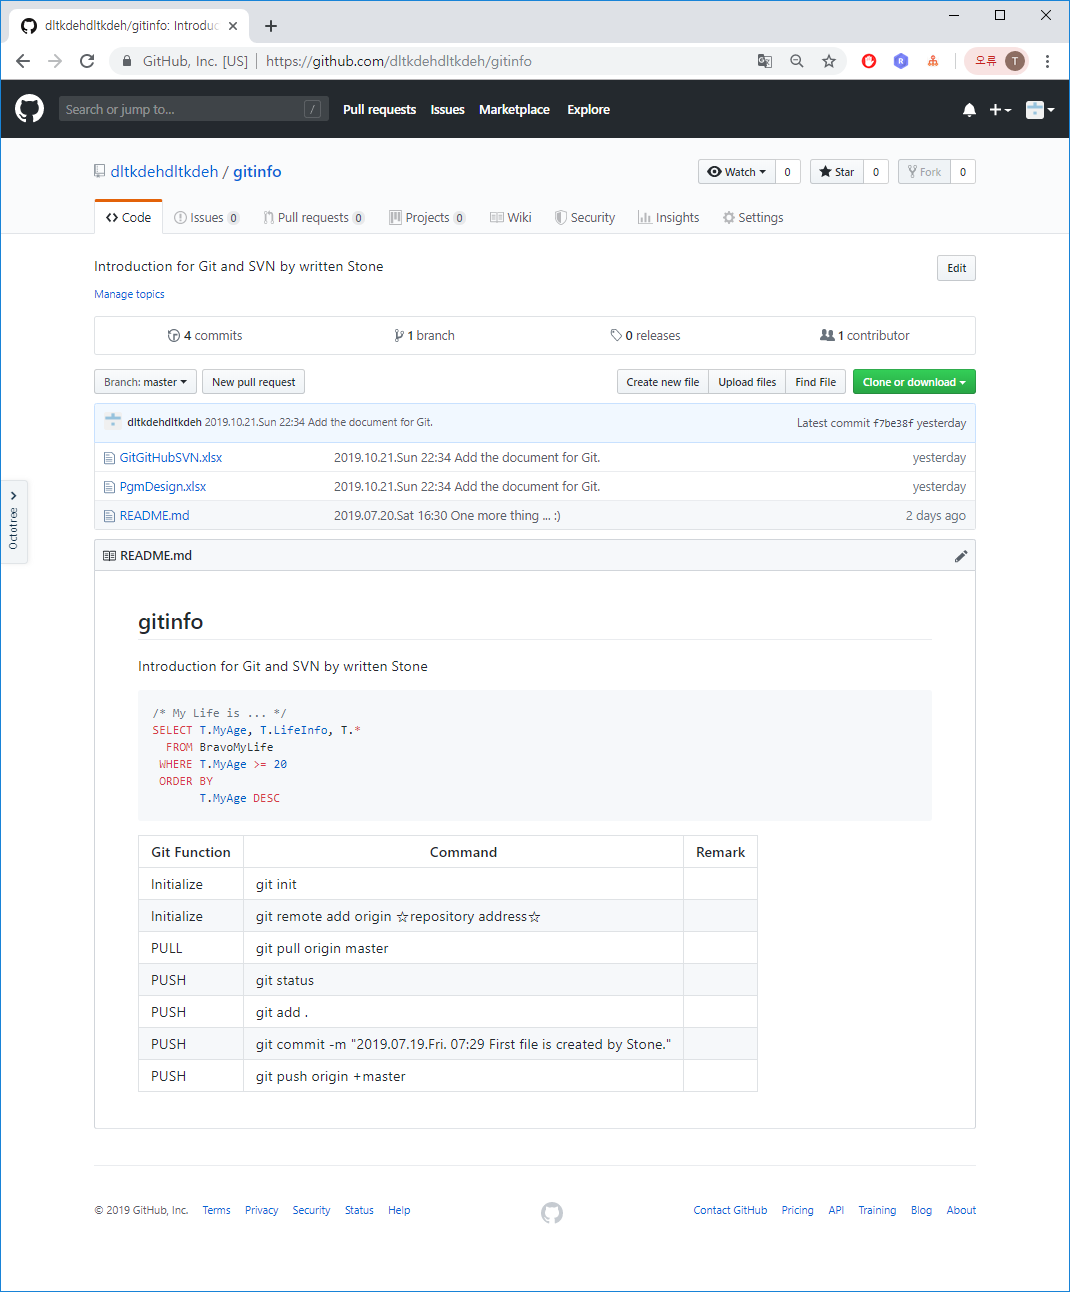 dltkdehdltkdeh/gitinfo: Introduc
GitHub, Inc. [US] | https://github.com/dltkdehdltkdeh/gitinfo
오류 T
Search or jump to... /
Pull requests Issues Marketplace Explore
dltkdehdltkdeh / gitinfo
Watch 0 Star 0 Fork 0
Code Issues 0 Pull requests 0 Projects 0 Wiki Security Insights Settings
Introduction for Git and SVN by written Stone
Edit
Manage topics
4 commits 1 branch 0 releases 1 contributor
Branch: master New pull request Create new file Upload files Find File Clone or download
dltkdehdltkdeh 2019.10.21.Sun 22:34 Add the document for Git. Latest commit f7be38f yesterday
GitGitHubSVN.xlsx 2019.10.21.Sun 22:34 Add the document for Git. yesterday
PgmDesign.xlsx 2019.10.21.Sun 22:34 Add the document for Git. yesterday
README.md 2019.07.20.Sat 16:30 One more thing ... :) 2 days ago
Octotree
README.md
gitinfo
Introduction for Git and SVN by written Stone
/* My Life is ... */
SELECT T.MyAge, T.LifeInfo, T.*
FROM BravoMyLife
WHERE T.MyAge >= 20
ORDER BY
T.MyAge DESC
Git Function Command Remark
Initialize git init
Initialize git remote add origin ☆repository address☆
PULL git pull origin master
PUSH git status
PUSH git add .
PUSH git commit -m "2019.07.19.Fri. 07:29 First file is created by Stone."
PUSH git push origin +master
© 2019 GitHub, Inc. Terms Privacy Security Status Help Contact GitHub Pricing API Training Blog About